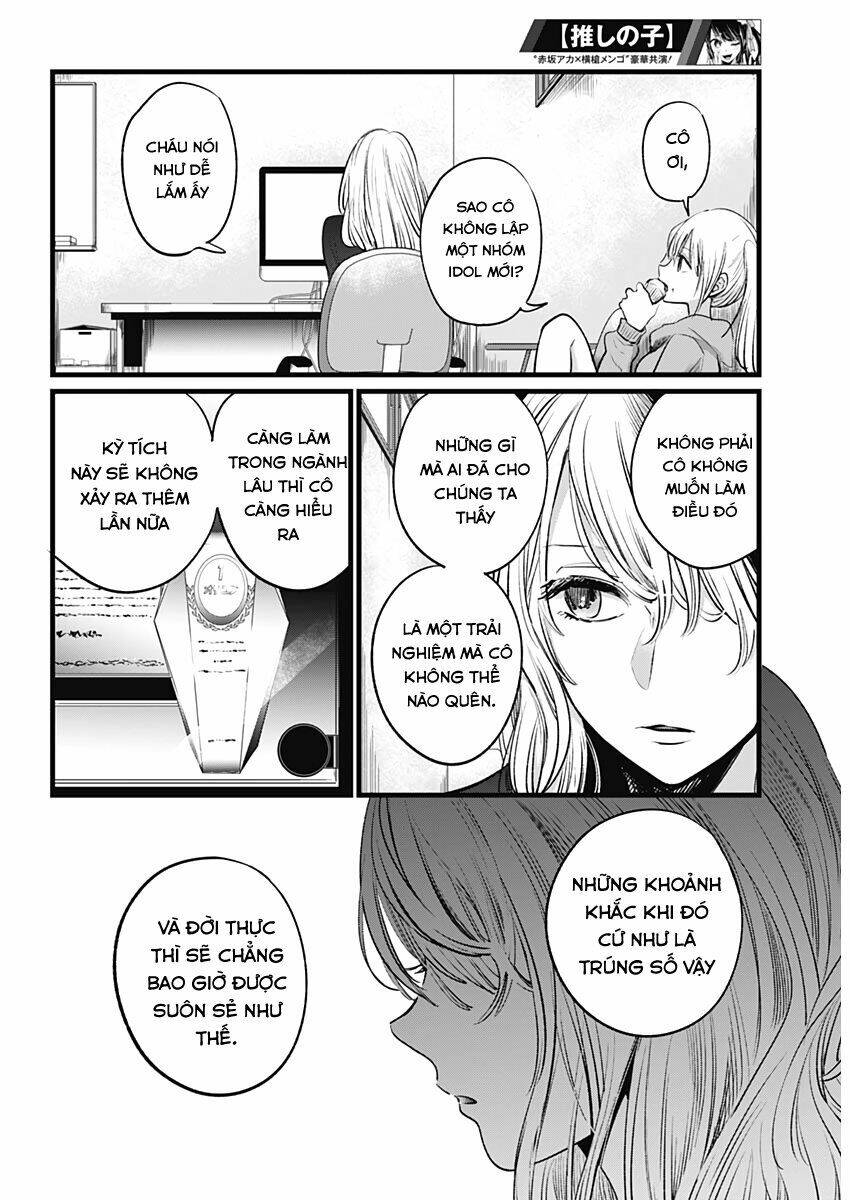 【推しの子】
"赤坂アカ×横槍メンゴ"豪華共演!
CÔ
ƠI,
SAO CÔ
KHÔNG LẬP
MỘT NHÓM
IDOL MỚI?
CHÁU NÓI
NHƯ DỄ
LẮM ẤY
KHÔNG PHẢI
CÔ KHÔNG
MUỐN LÀM
ĐIỀU ĐÓ
NHỮNG GÌ
MÀ AI ĐÃ CHO
CHÚNG TA
THẤY
LÀ MỘT TRẢI
NGHIỆM MÀ CÔ
KHÔNG THỂ
NÀO QUÊN.
CÀNG LÀM
TRONG NGÀNH
LÂU THÌ CÔ
CÀNG HIỂU
RA
KỲ TÍCH
NÀY SẼ KHÔNG
XẢY RA THÊM
LẦN NỮA
1
NHỮNG KHOẢNH
KHẮC KHI ĐÓ
CỨ NHƯ LÀ
TRÚNG SỐ VẬY
VÀ ĐỜI THỰC
THÌ SẼ CHẲNG
BAO GIỜ ĐƯỢC
SUÔN SẺ NHƯ
THẾ.